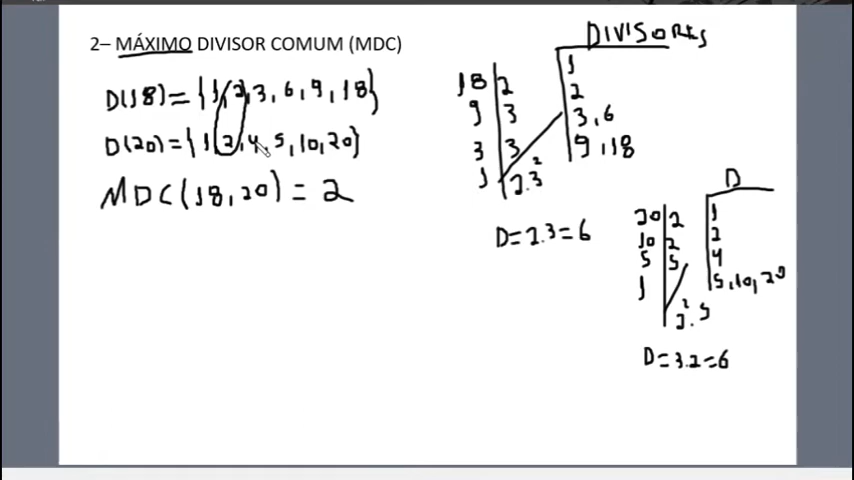 2– MÁXIMO DIVISOR COMUM (MDC)
D(18)={1,2,3,6,9,18}
D(20)={1,2,4,5,10,20}
MDC(18,20)=2
DIVISORES
1
18|2 2
9|3 3,6
3|3 9,18
1|2.3²
D=2.3=6
D
20|2 1
10|2 2
5|5 4
1| 5,10,20
2².5
D=3.2=6